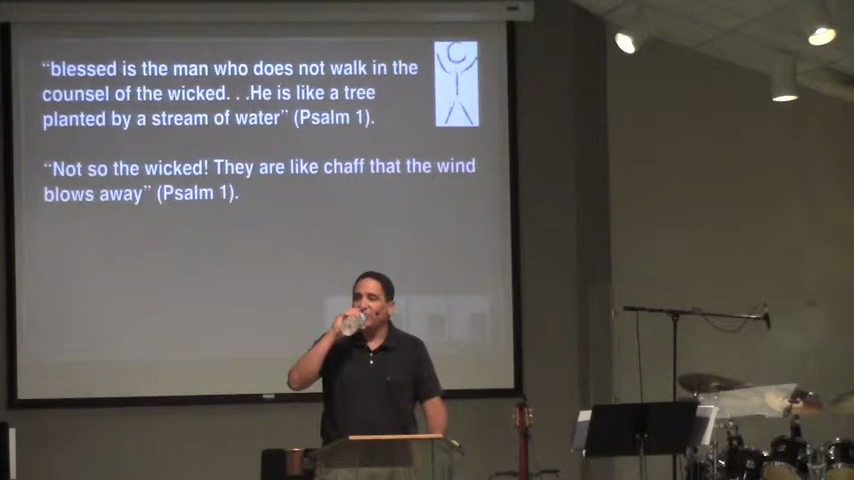 “blessed is the man who does not walk in the
counsel of the wicked. . .He is like a tree
planted by a stream of water” (Psalm 1).
“Not so the wicked! They are like chaff that the wind
blows away” (Psalm 1).